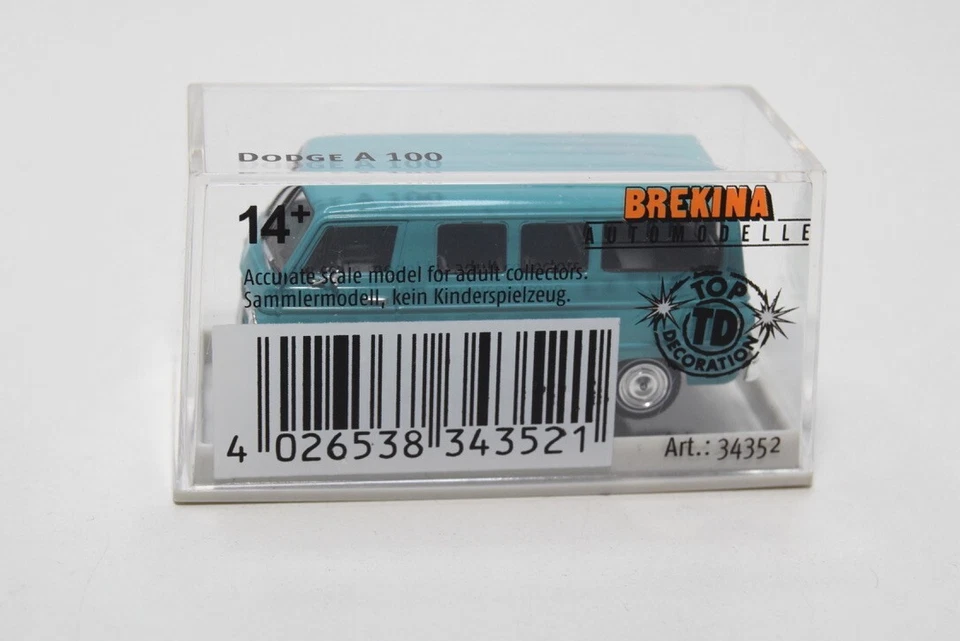 DODGE A 100
BREKINA
AUTOMODELLE
14+
Accurate scale model for adult collectors.
Sammlermodell, kein Kinderspielzeug.
TOP
TD
DECORATION
4 026538 343521
Art.: 34352